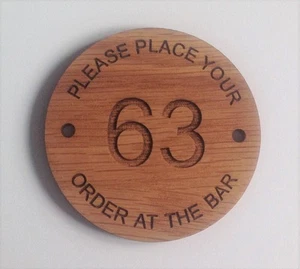 PLEASE PLACE YOUR
63
ORDER AT THE BAR